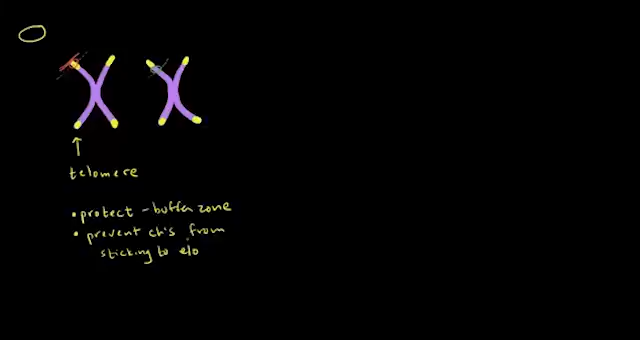 telomere
• protect - buffer zone
• prevent ch's from
sticking to e/o